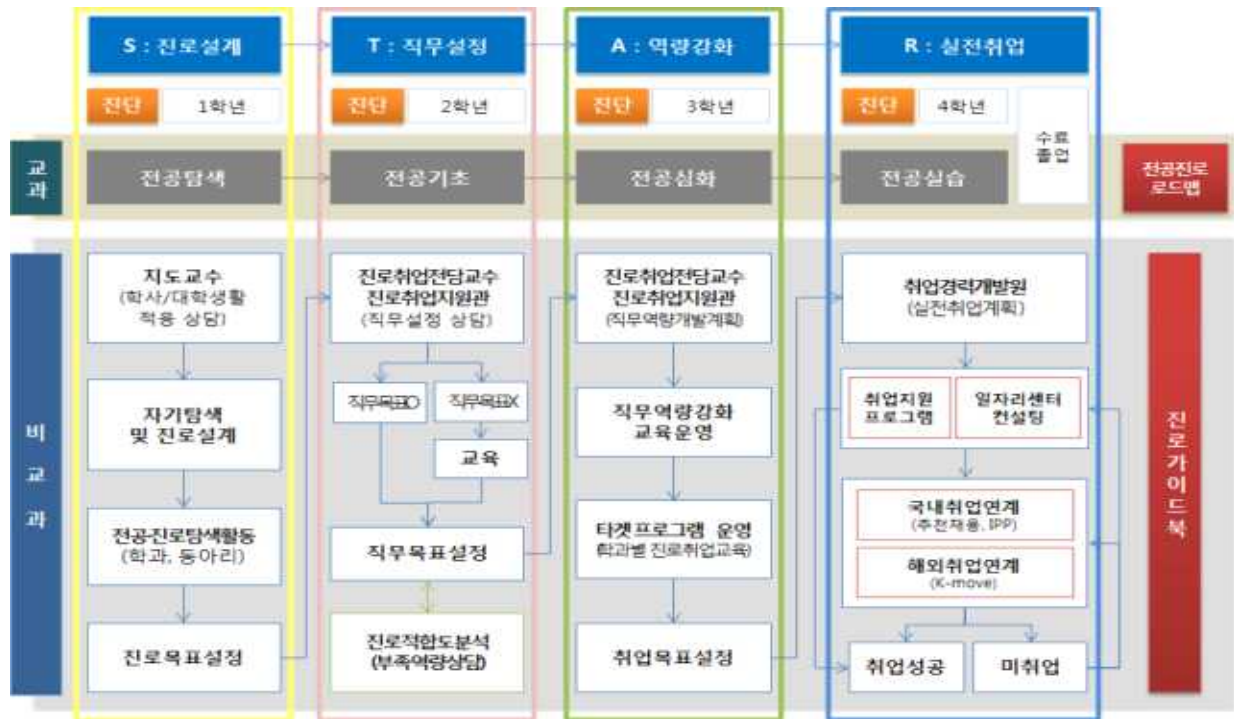 S : 진로설계
T : 직무설정
A : 역량강화
R : 실전취업
진단
1학년
진단
2학년
진단
3학년
진단
4학년
수료
졸업
교
과
전공탐색
전공기초
전공심화
전공실습
전공진로
로드맵
비
교
과
지도교수
(학사/대학생활
적응 상담)
자기탐색
및 진로설계
전공·진로탐색활동
(학과, 동아리)
진로목표설정
진로취업전담교수
진로취업지원관
(직무설정 상담)
직무목표O
직무목표X
교육
직무목표설정
진로적합도분석
(부족역량상담)
진로취업전담교수
진로취업지원관
(직무역량개발계획)
직무역량강화
교육운영
타겟프로그램 운영
(학과별 진로취업교육)
취업목표설정
취업경력개발원
(실전취업계획)
취업지원
프로그램
일자리센터
컨설팅
국내취업연계
(추천채용, IPP)
해외취업연계
(K-move)
취업성공
미취업
진
로
가
이
드
북